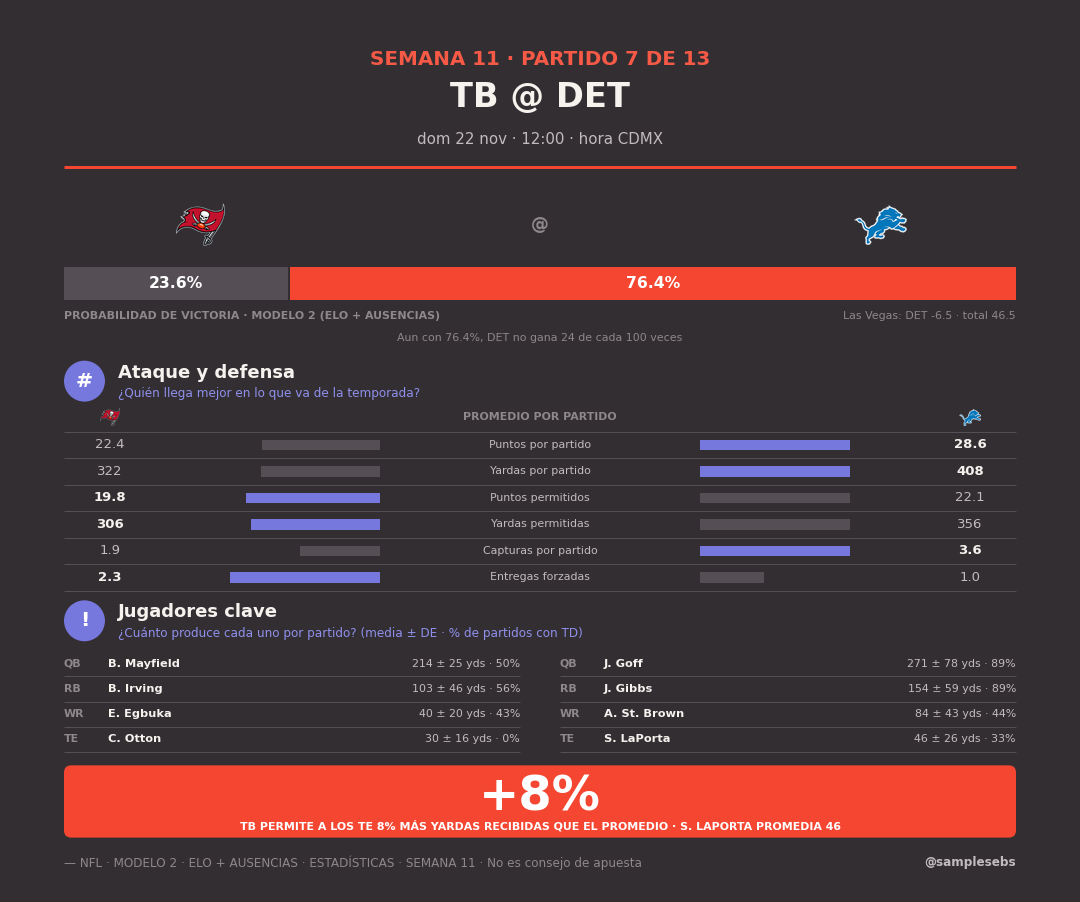 SEMANA 11 · PARTIDO 7 DE 13
TB @ DET
dom 22 nov · 12:00 · hora CDMX
@
23.6% 76.4%
PROBABILIDAD DE VICTORIA · MODELO 2 (ELO + AUSENCIAS) Las Vegas: DET -6.5 · total 46.5
Aun con 76.4%, DET no gana 24 de cada 100 veces
# Ataque y defensa
¿Quién llega mejor en lo que va de la temporada?
PROMEDIO POR PARTIDO
22.4 Puntos por partido 28.6
322 Yardas por partido 408
19.8 Puntos permitidos 22.1
306 Yardas permitidas 356
1.9 Capturas por partido 3.6
2.3 Entregas forzadas 1.0
! Jugadores clave
¿Cuánto produce cada uno por partido? (media ± DE · % de partidos con TD)
QB B. Mayfield 214 ± 25 yds · 50% QB J. Goff 271 ± 78 yds · 89%
RB B. Irving 103 ± 46 yds · 56% RB J. Gibbs 154 ± 59 yds · 89%
WR E. Egbuka 40 ± 20 yds · 43% WR A. St. Brown 84 ± 43 yds · 44%
TE C. Otton 30 ± 16 yds · 0% TE S. LaPorta 46 ± 26 yds · 33%
+8%
TB PERMITE A LOS TE 8% MÁS YARDAS RECIBIDAS QUE EL PROMEDIO · S. LAPORTA PROMEDIA 46
— NFL · MODELO 2 · ELO + AUSENCIAS · ESTADÍSTICAS · SEMANA 11 · No es consejo de apuesta @samplesebs